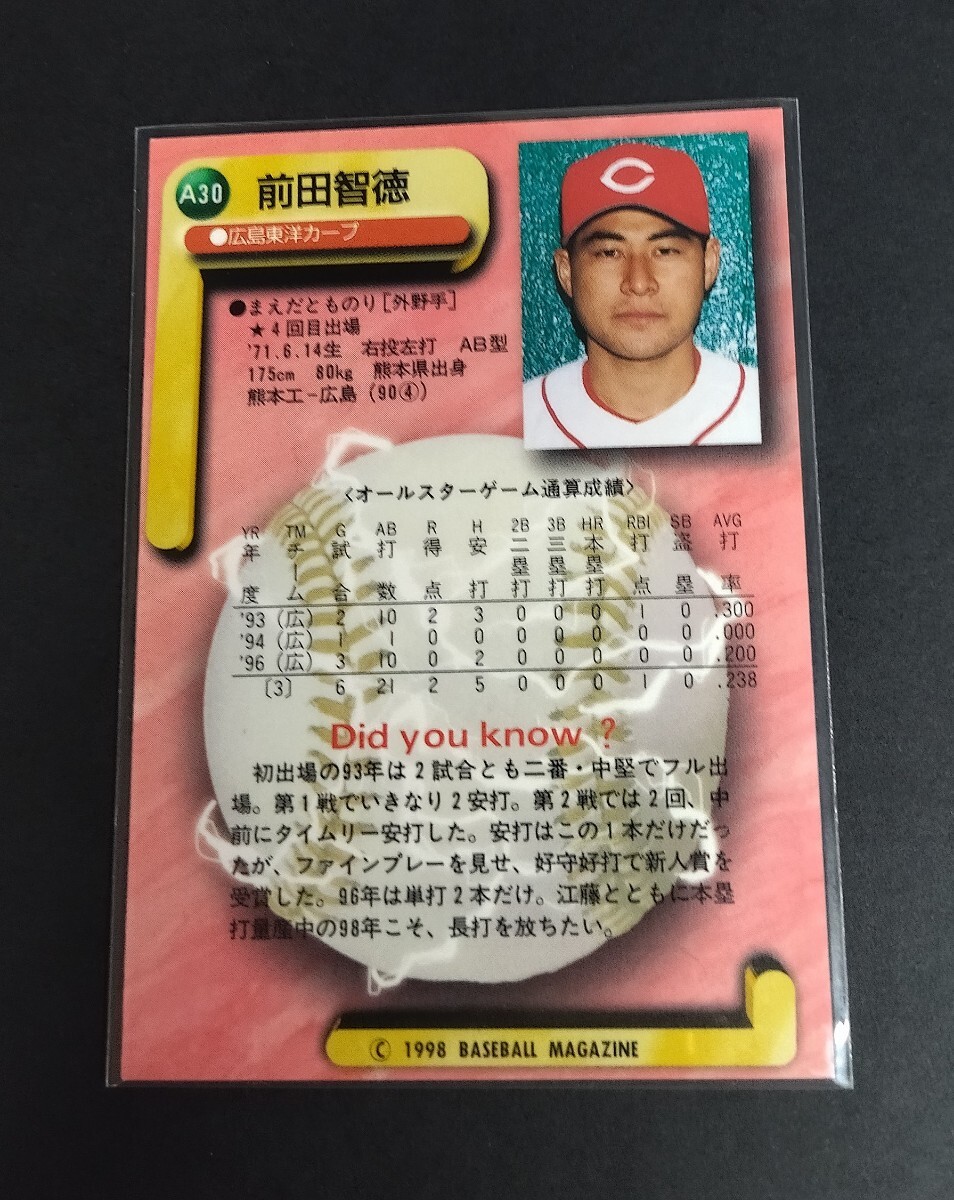 A30 前田智徳
●広島東洋カープ
●まえだとものり[外野手]
★4回目出場
'71.6.14生 右投左打 AB型
175cm 80kg 熊本県出身
熊本工－広島（90④）
〈オールスターゲーム通算成績〉
YR TM G AB R H 2B 3B HR RBI SB AVG
年度 チーム 試合 打数 得点 安打 二塁打 三塁打 本塁打 打点 盗塁 打率
'93（広） 2 10 2 3 0 0 0 1 0 .300
'94（広） 1 1 0 0 0 0 0 0 0 .000
'96（広） 3 10 0 2 0 0 0 0 0 .200
〔3〕 6 21 2 5 0 0 0 1 0 .238
Did you know ?
初出場の93年は2試合とも二番・中堅でフル出
場。第1戦でいきなり2安打。第2戦では2回、中
前にタイムリー安打した。安打はこの1本だけだっ
たが、ファインプレーを見せ、好守好打で新人賞を
受賞した。96年は単打2本だけ。江藤とともに本塁
打量産中の98年こそ、長打を放ちたい。
© 1998 BASEBALL MAGAZINE